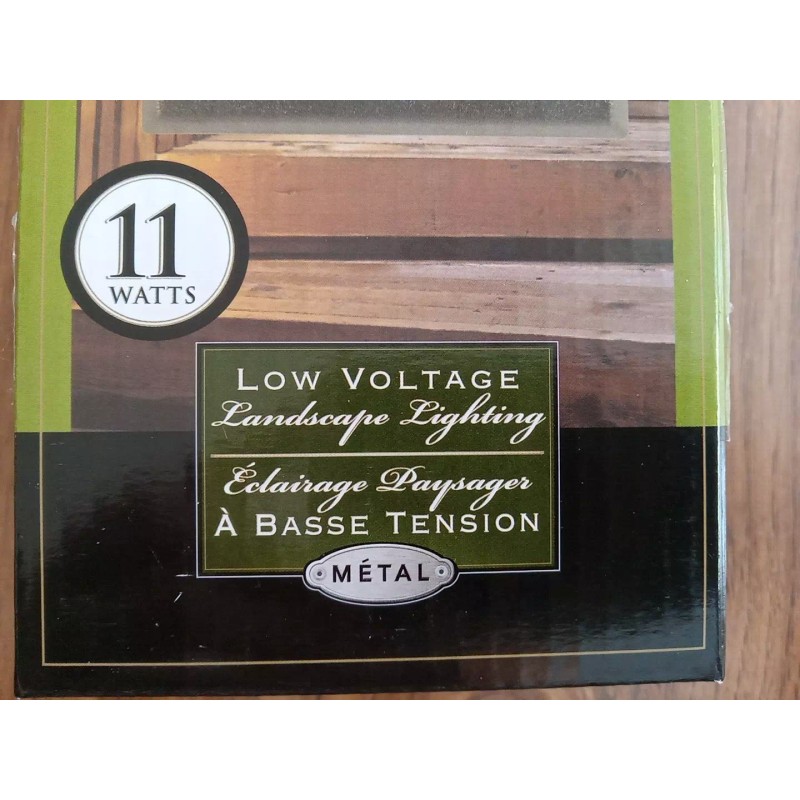 11
WATTS
LOW VOLTAGE
Landscape Lighting
Éclairage Paysager
À BASSE TENSION
MÉTAL